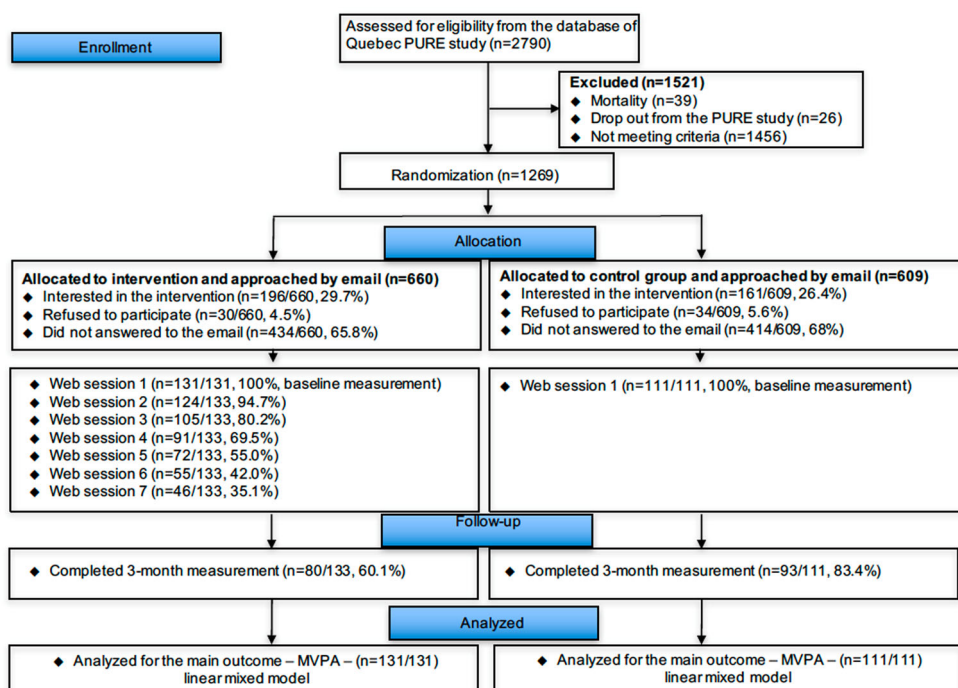 Enrollment
Assessed for eligibility from the database of
Quebec PURE study (n=2790)
Excluded (n=1521)
◆ Mortality (n=39)
◆ Drop out from the PURE study (n=26)
◆ Not meeting criteria (n=1456)
Randomization (n=1269)
Allocation
Allocated to intervention and approached by email (n=660)
◆ Interested in the intervention (n=196/660, 29.7%)
◆ Refused to participate (n=30/660, 4.5%)
◆ Did not answered to the email (n=434/660, 65.8%)
Allocated to control group and approached by email (n=609)
◆ Interested in the intervention (n=161/609, 26.4%)
◆ Refused to participate (n=34/609, 5.6%)
◆ Did not answered to the email (n=414/609, 68%)
◆ Web session 1 (n=131/131, 100%, baseline measurement)
◆ Web session 2 (n=124/133, 94.7%)
◆ Web session 3 (n=105/133, 80.2%)
◆ Web session 4 (n=91/133, 69.5%)
◆ Web session 5 (n=72/133, 55.0%)
◆ Web session 6 (n=55/133, 42.0%)
◆ Web session 7 (n=46/133, 35.1%)
◆ Web session 1 (n=111/111, 100%, baseline measurement)
Follow-up
◆ Completed 3-month measurement (n=80/133, 60.1%)
◆ Completed 3-month measurement (n=93/111, 83.4%)
Analyzed
◆ Analyzed for the main outcome – MVPA – (n=131/131)
linear mixed model
◆ Analyzed for the main outcome – MVPA – (n=111/111)
linear mixed model